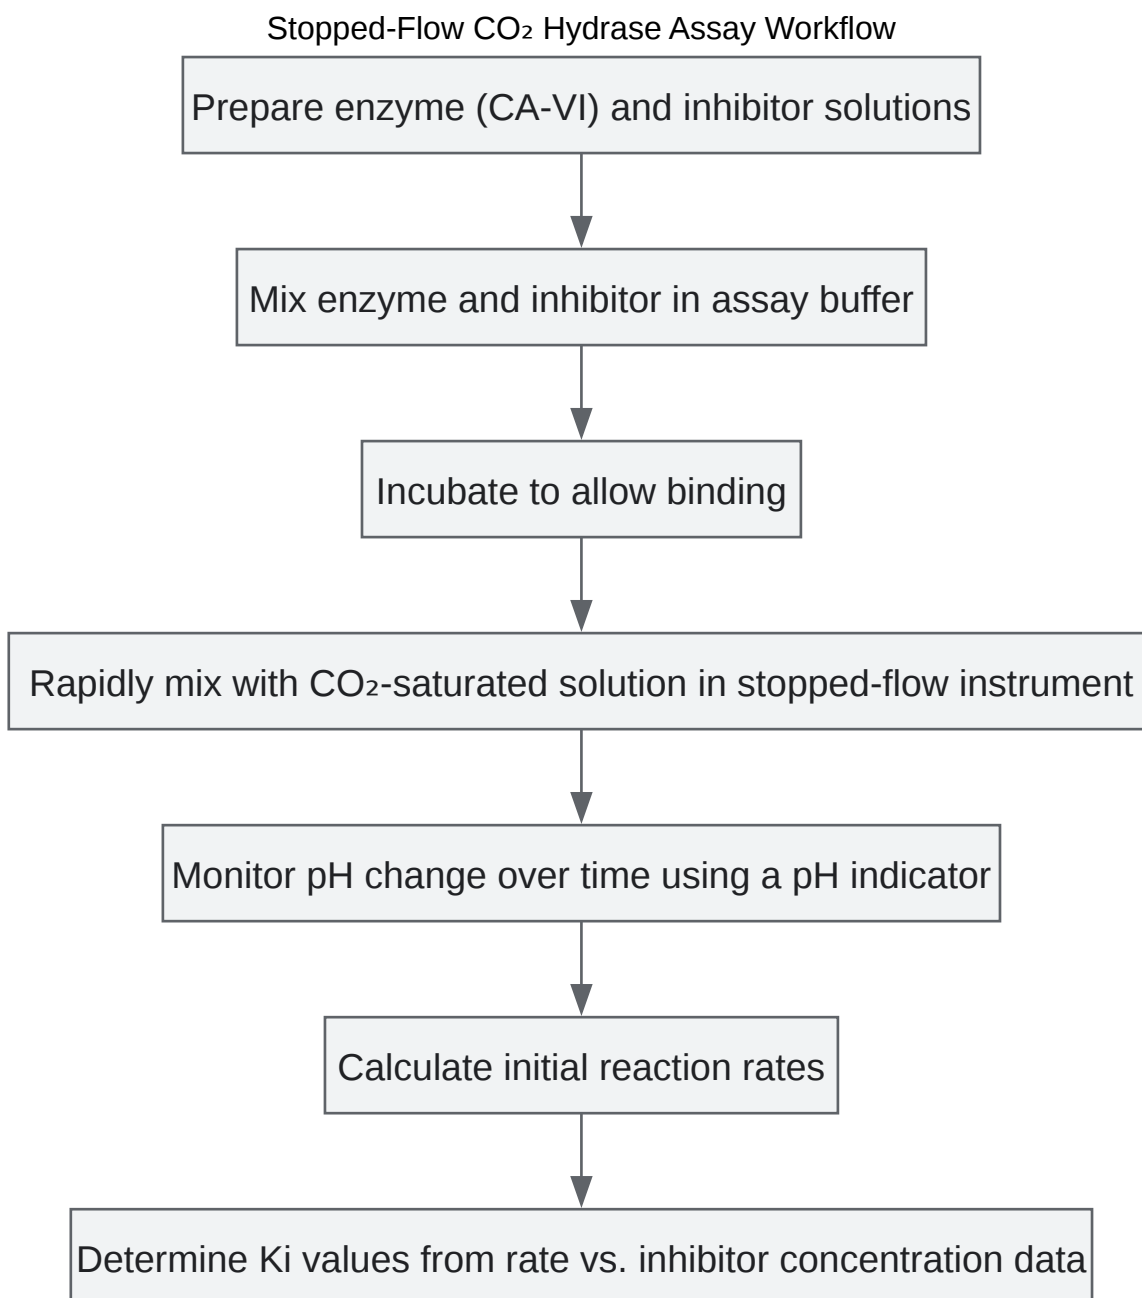 Stopped-Flow CO₂ Hydrase Assay Workflow
Prepare enzyme (CA-VI) and inhibitor solutions
Mix enzyme and inhibitor in assay buffer
Incubate to allow binding
Rapidly mix with CO₂-saturated solution in stopped-flow instrument
Monitor pH change over time using a pH indicator
Calculate initial reaction rates
Determine Ki values from rate vs. inhibitor concentration data